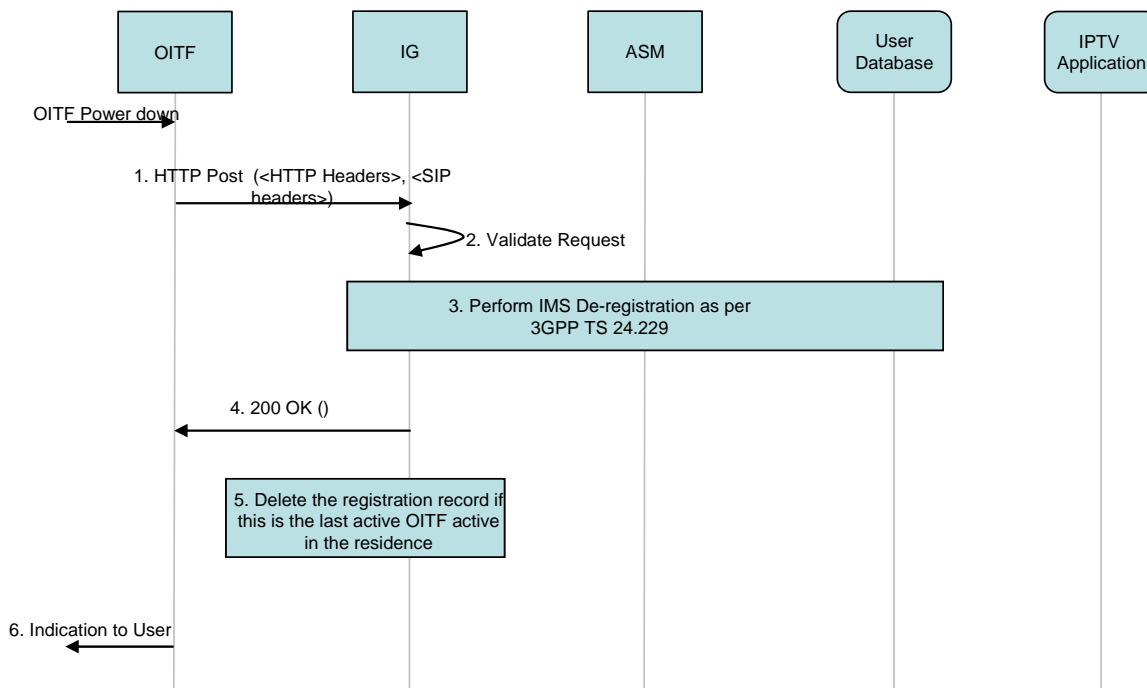 OITF
IG
ASM
User
Database
IPTV
Application
OITF Power down
1. HTTP Post (<HTTP Headers>, <SIP
headers>)
2. Validate Request
3. Perform IMS De-registration as per
3GPP TS 24.229
4. 200 OK ()
5. Delete the registration record if
this is the last active OITF active
in the residence
6. Indication to User